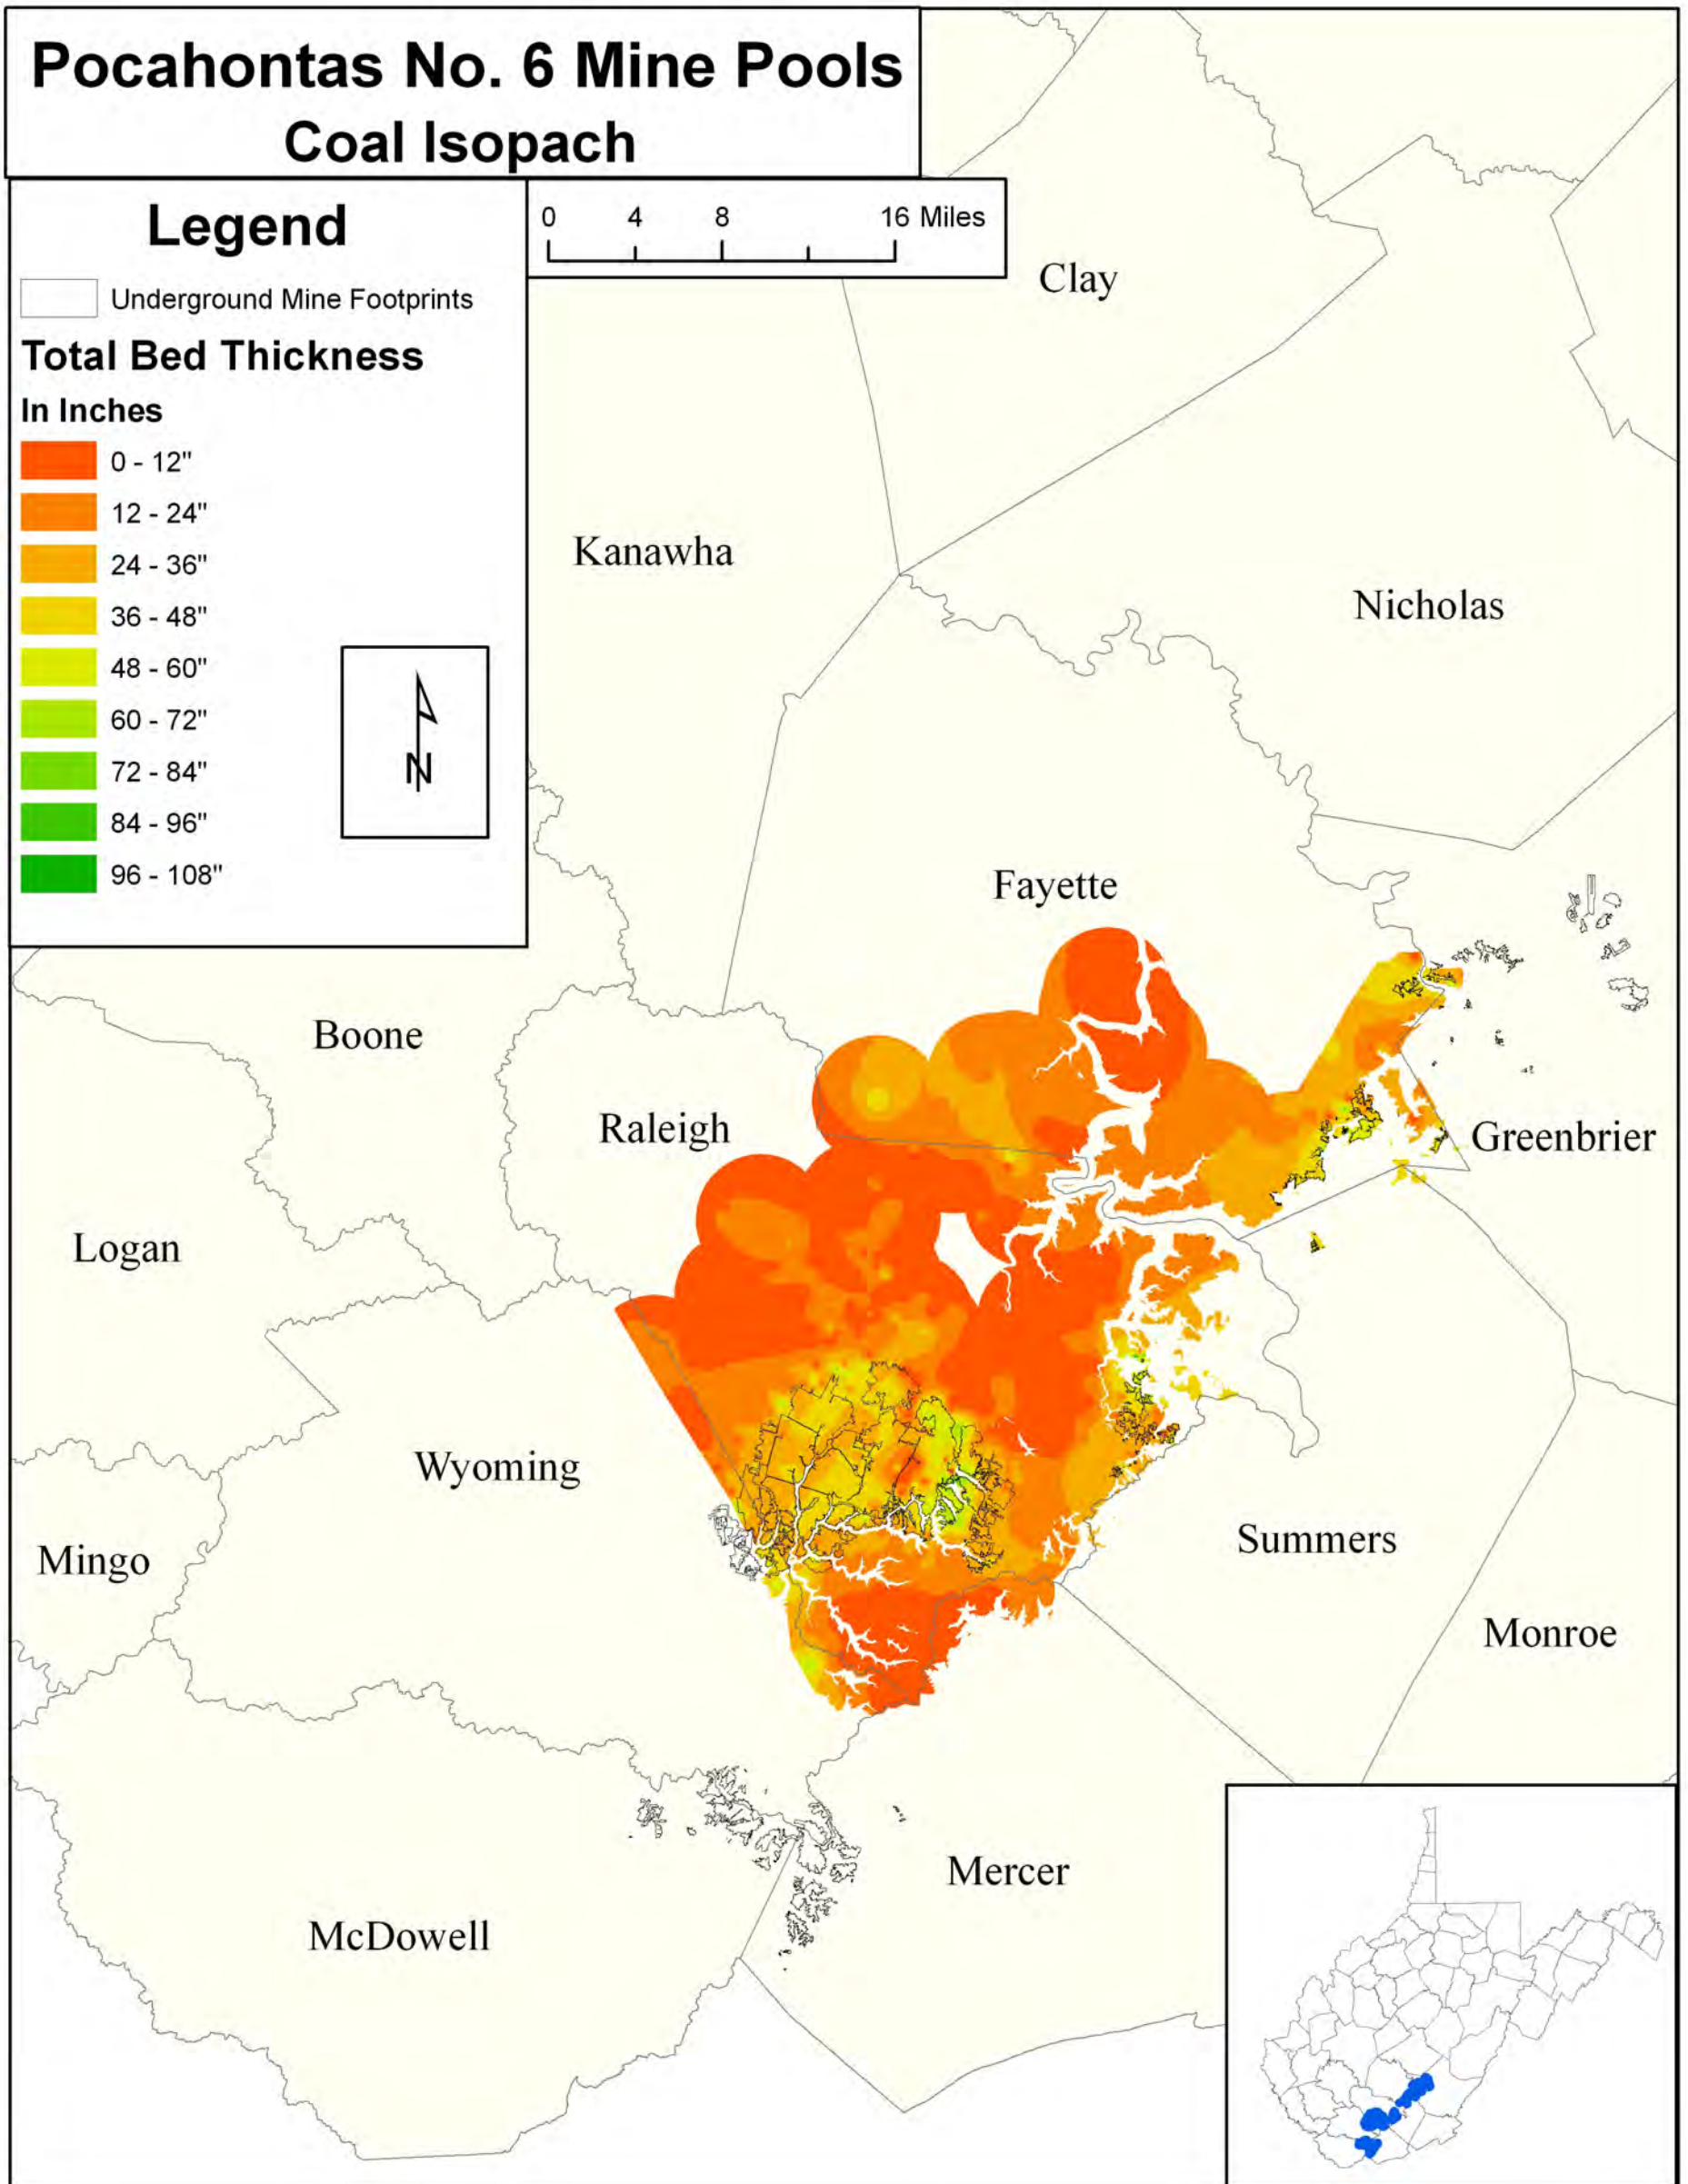 Pocahontas No. 6 Mine Pools
Coal Isopach
Legend
Underground Mine Footprints
Total Bed Thickness
In Inches
0 - 12"
12 - 24"
24 - 36"
36 - 48"
48 - 60"
60 - 72"
72 - 84"
84 - 96"
96 - 108"
N
0 4 8 16 Miles
Clay
Kanawha
Nicholas
Fayette
Boone
Raleigh
Greenbrier
Logan
Wyoming
Mingo
Summers
Monroe
Mercer
McDowell